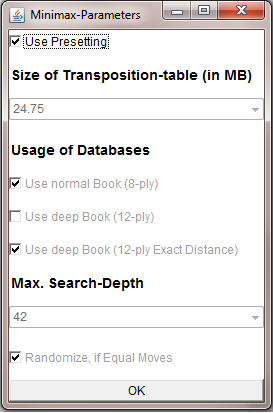 Minimax-Parameters
Use Presetting
Size of Transposition-table (in MB)
24.75
Usage of Databases
Use normal Book (8-ply)
Use deep Book (12-ply)
Use deep Book (12-ply Exact Distance)
Max. Search-Depth
42
Randomize, if Equal Moves
OK